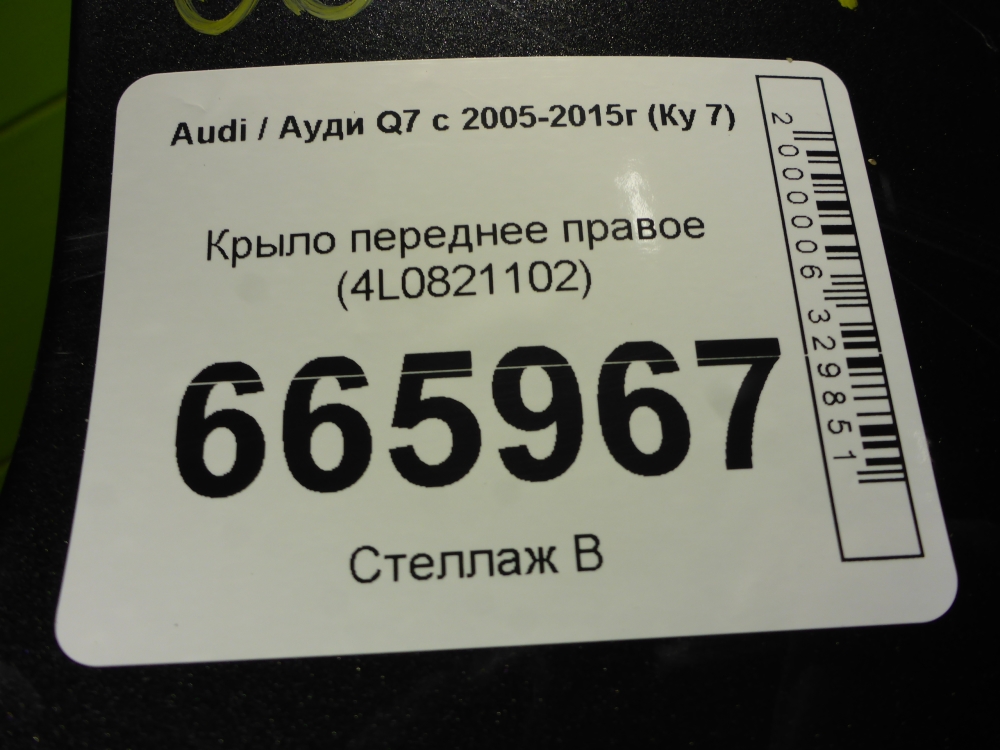 Audi / Ауди Q7 с 2005-2015г (Ку 7)
Крыло переднее правое
(4L0821102)
665967
Стеллаж В
2000006329851